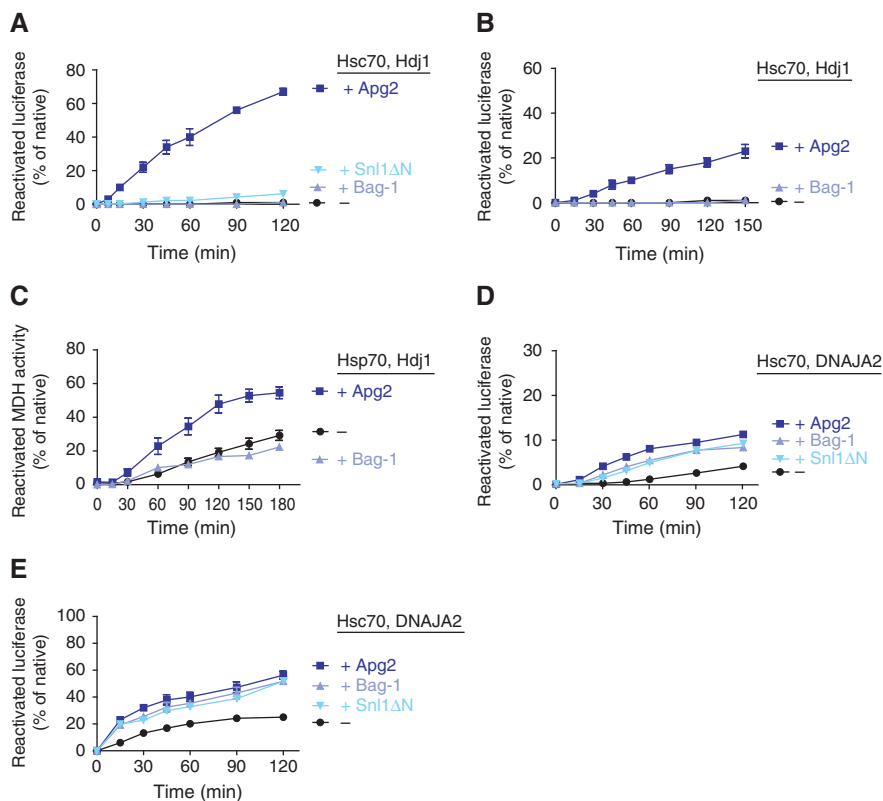 A
Reactivated luciferase
(% of native)
80
60
40
20
0
0 30 60 90 120
Time (min)
Hsc70, Hdj1
+ Apg2
+ Snl1ΔN
+ Bag-1
–
B
Reactivated luciferase
(% of native)
60
40
20
0
0 30 60 90 120 150
Time (min)
Hsc70, Hdj1
+ Apg2
+ Bag-1
–
C
Reactivated MDH activity
(% of native)
80
60
40
20
0
0 30 60 90 120 150 180
Time (min)
Hsp70, Hdj1
+ Apg2
–
+ Bag-1
D
Reactivated luciferase
(% of native)
30
20
10
0
0 30 60 90 120
Time (min)
Hsc70, DNAJA2
+ Apg2
+ Bag-1
+ Snl1ΔN
–
E
Reactivated luciferase
(% of native)
100
80
60
40
20
0
0 30 60 90 120
Time (min)
Hsc70, DNAJA2
+ Apg2
+ Bag-1
+ Snl1ΔN
–